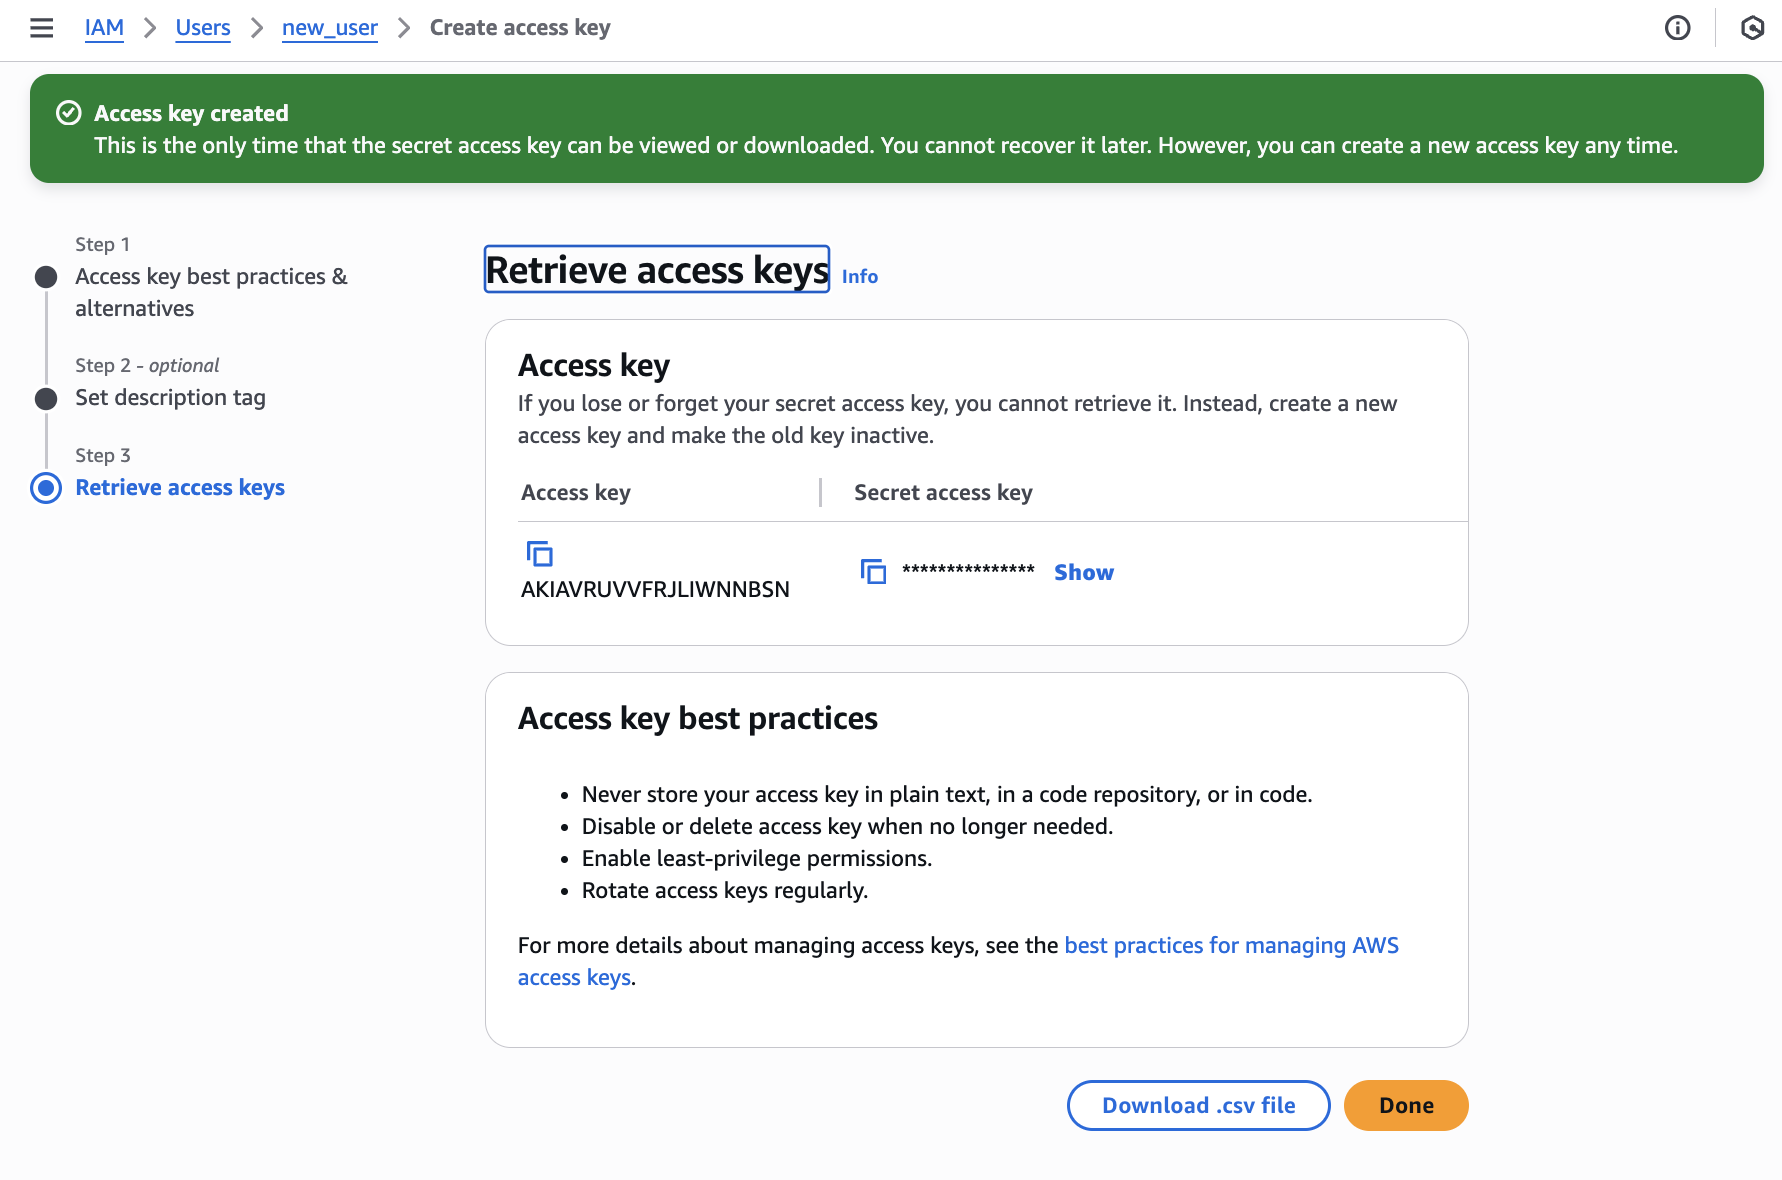 IAM > Users > new_user > Create access key
Access key created
This is the only time that the secret access key can be viewed or downloaded. You cannot recover it later. However, you can create a new access key any time.
Step 1
Access key best practices &
alternatives
Step 2 - optional
Set description tag
Step 3
Retrieve access keys
Retrieve access keys Info
Access key
If you lose or forget your secret access key, you cannot retrieve it. Instead, create a new
access key and make the old key inactive.
Access key | Secret access key
AKIAVRUVVFRJLIWNNBSN
*************** Show
Access key best practices
• Never store your access key in plain text, in a code repository, or in code.
• Disable or delete access key when no longer needed.
• Enable least-privilege permissions.
• Rotate access keys regularly.
For more details about managing access keys, see the best practices for managing AWS
access keys.
Download .csv file
Done